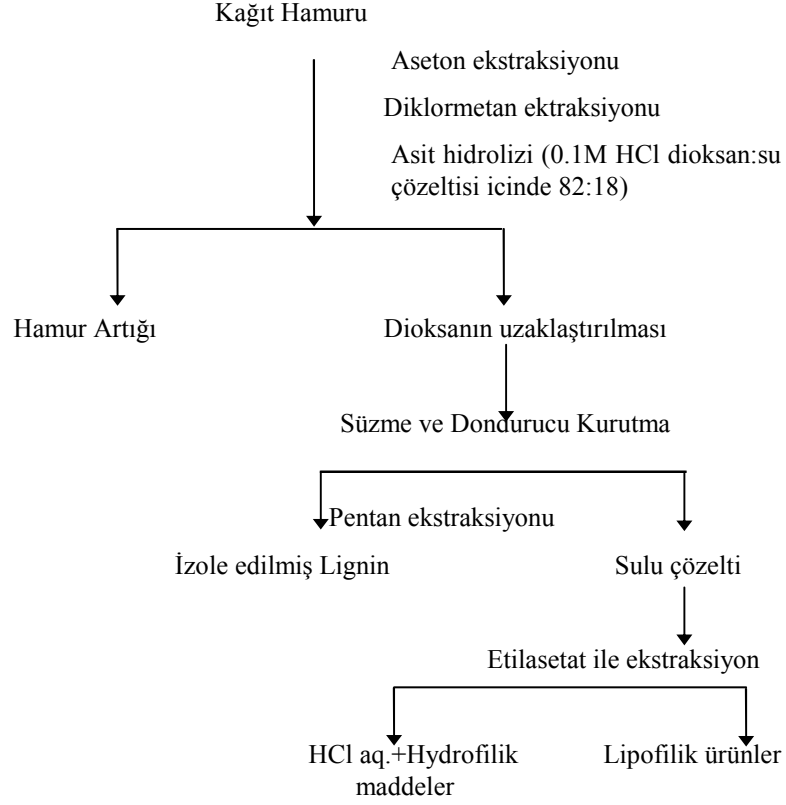 Kağıt Hamuru
Aseton ekstraksiyonu
Diklormetan ektraksiyonu
Asit hidrolizi (0.1M HCl dioksan:su
çözeltisi icinde 82:18)
Hamur Artığı
Dioksanın uzaklaştırılması
Süzme ve Dondurucu Kurutma
Pentan ekstraksiyonu
İzole edilmiş Lignin
Sulu çözelti
Etilasetat ile ekstraksiyon
HCl aq.+Hydrofilik
maddeler
Lipofilik ürünler